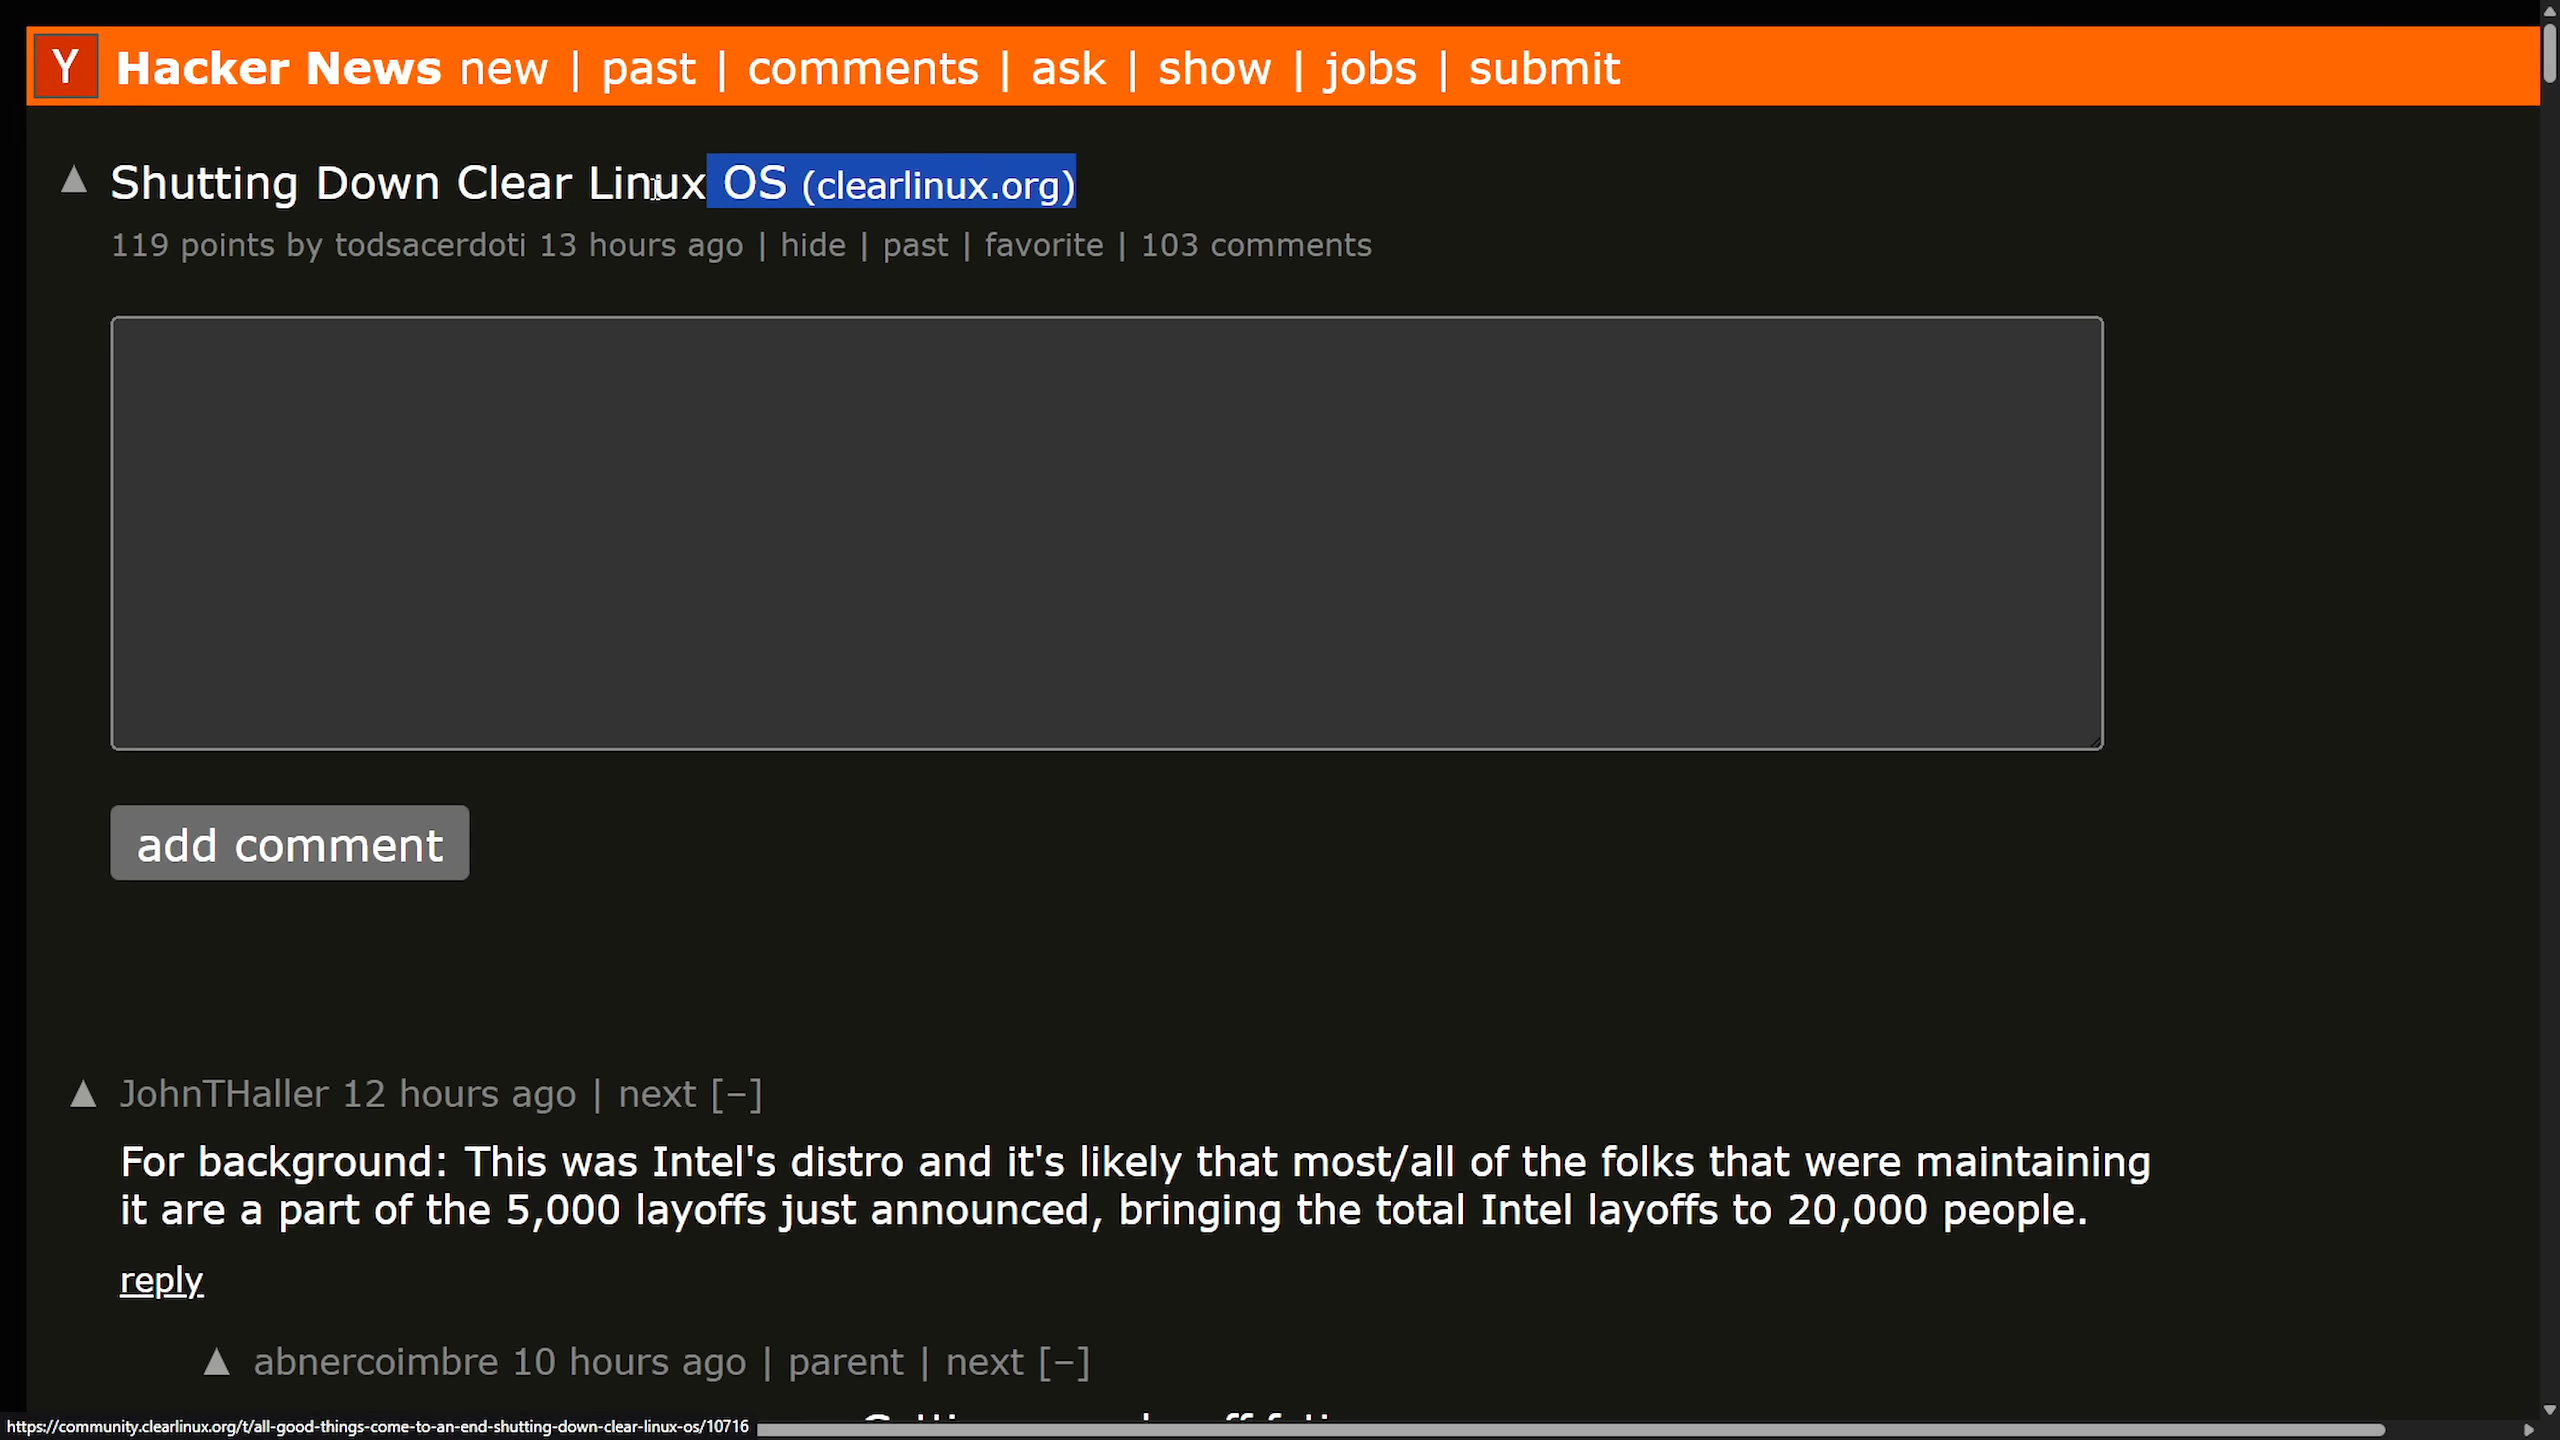 Y Hacker News new | past | comments | ask | show | jobs | submit
▲ Shutting Down Clear Linux OS (clearlinux.org)
119 points by todsacerdoti 13 hours ago | hide | past | favorite | 103 comments
add comment
▲ JohnTHaller 12 hours ago | next [–]
For background: This was Intel's distro and it's likely that most/all of the folks that were maintaining
it are a part of the 5,000 layoffs just announced, bringing the total Intel layoffs to 20,000 people.
reply
▲ abnercoimbre 10 hours ago | parent | next [–]
https://community.clearlinux.org/t/all-good-things-come-to-an-end-shutting-down-clear-linux-os/10716